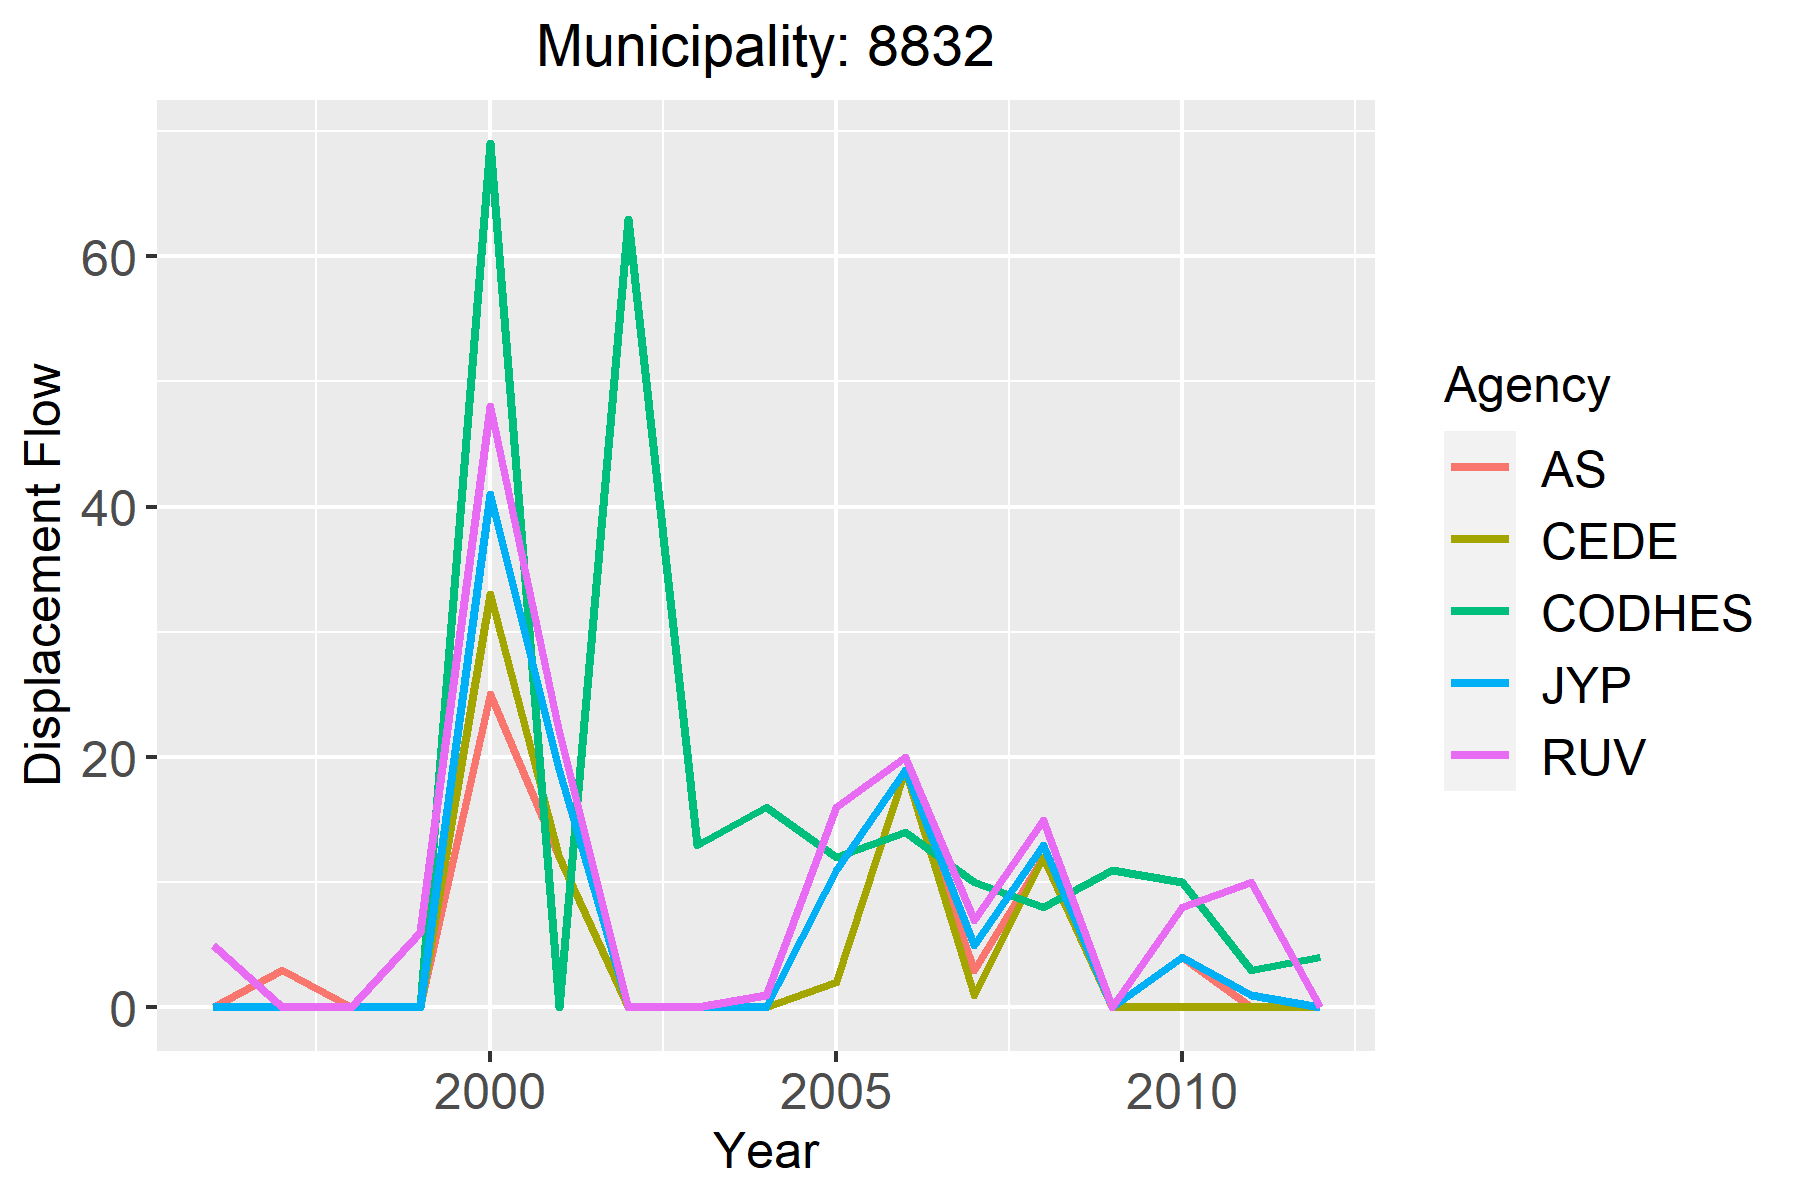 Municipality: 8832
Displacement Flow
60
40
20
0
2000 2005 2010
Year
Agency
AS
CEDE
CODHES
JYP
RUV